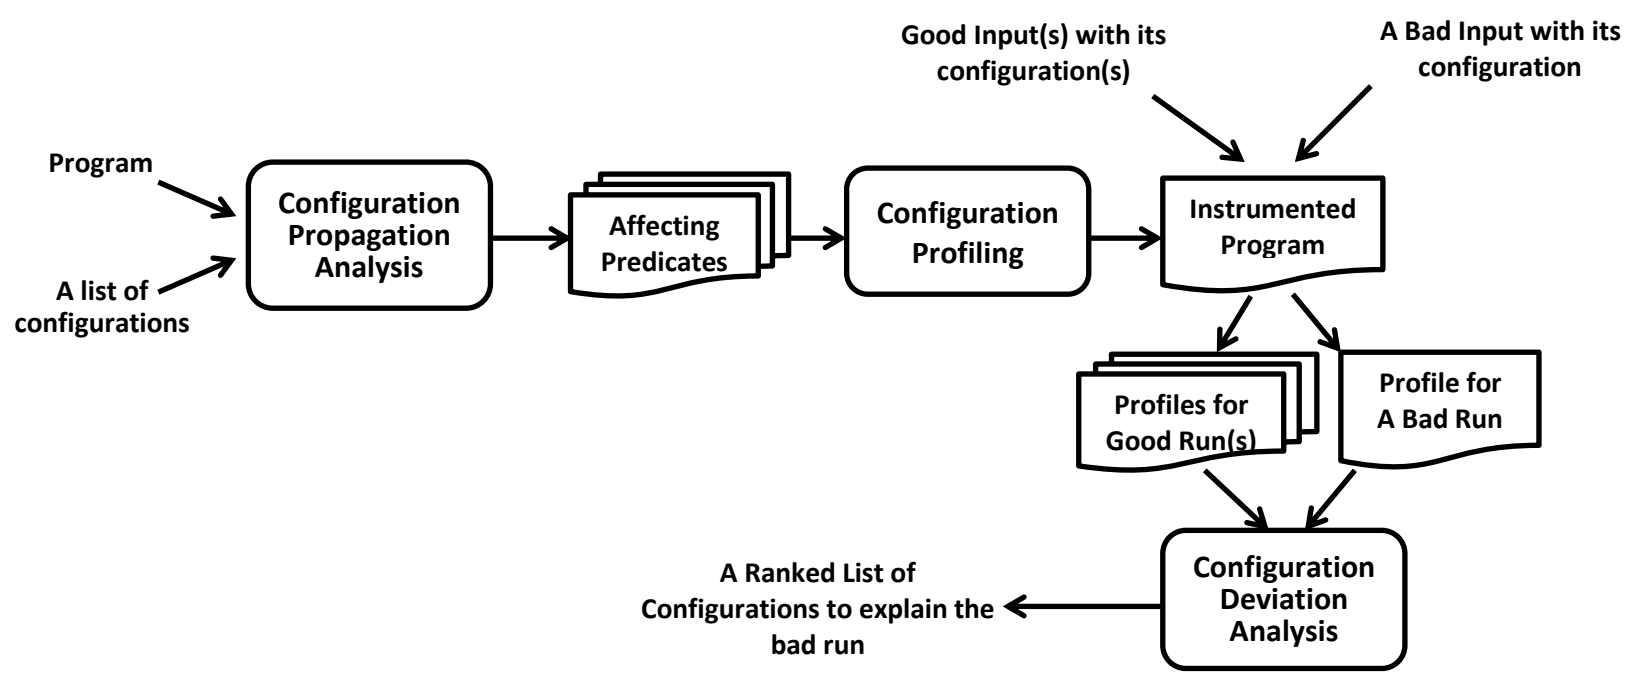 Good Input(s) with its
configuration(s)
A Bad Input with its
configuration
Program
A list of
configurations
Configuration
Propagation
Analysis
Affecting
Predicates
Configuration
Profiling
Instrumented
Program
Profiles for
Good Run(s)
Profile for
A Bad Run
Configuration
Deviation
Analysis
A Ranked List of
Configurations to explain the
bad run